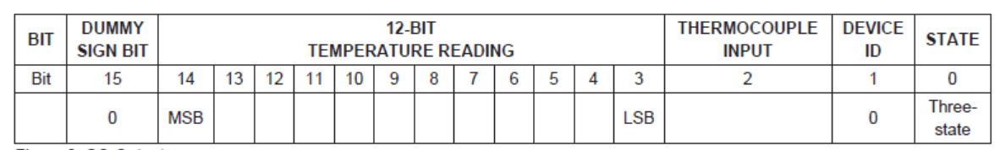 BIT DUMMY SIGN BIT 12-BIT TEMPERATURE READING THERMOCOUPLE INPUT DEVICE ID STATE
Bit 15 14 13 12 11 10 9 8 7 6 5 4 3 2 1 0
0 MSB LSB 0 Three-state